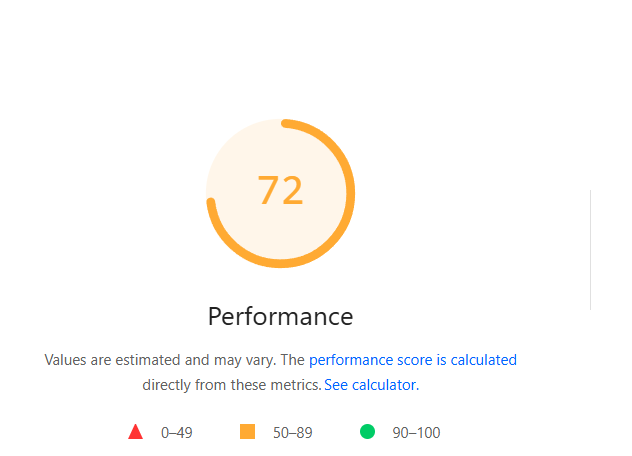 72
Performance
Values are estimated and may vary. The performance score is calculated
directly from these metrics. See calculator.
0–49 50–89 90–100